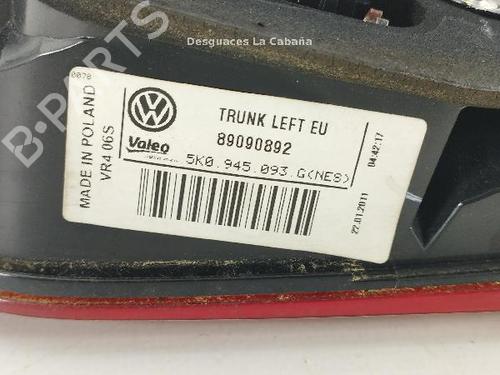 Desguaces La Cabaña
B-PARTS
0070
MADE IN POLAND
VR4 06S
Valeo
TRUNK LEFT EU
89090892
5K0.945.093.G(NES)
04:42:17
22.01.2011